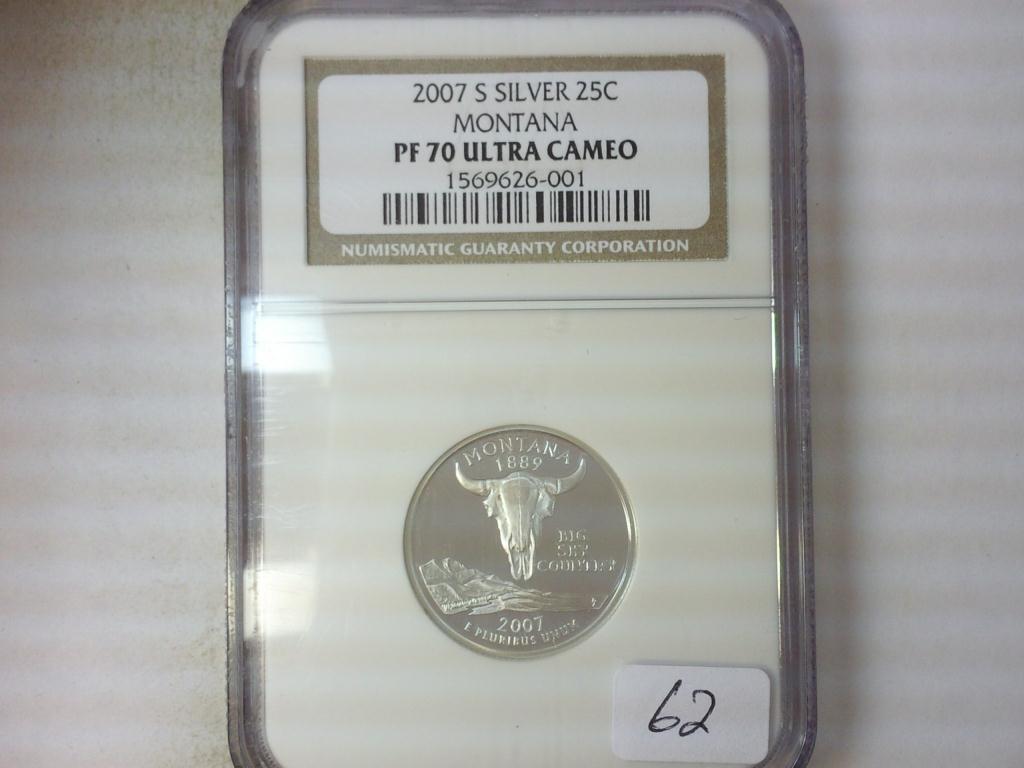 2007 S SILVER 25C
MONTANA
PF 70 ULTRA CAMEO
1569626-001
NUMISMATIC GUARANTY CORPORATION
MONTANA
1889
BIG
SKY
COUNTRY
2007
E PLURIBUS UNUM
62